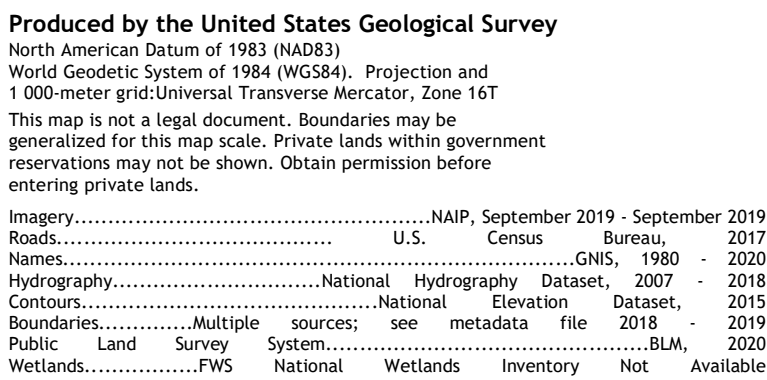 Produced by the United States Geological Survey
North American Datum of 1983 (NAD83)
World Geodetic System of 1984 (WGS84). Projection and
1 000-meter grid:Universal Transverse Mercator, Zone 16T
This map is not a legal document. Boundaries may be
generalized for this map scale. Private lands within government
reservations may not be shown. Obtain permission before
entering private lands.
Imagery.....................................................NAIP, September 2019 - September 2019
Roads.................................. U.S. Census Bureau, 2017
Names...............................................................................GNIS, 1980 - 2020
Hydrography...............................National Hydrography Dataset, 2007 - 2018
Contours............................................National Elevation Dataset, 2015
Boundaries..............Multiple sources; see metadata file 2018 - 2019
Public Land Survey System................................................BLM, 2020
Wetlands.................FWS National Wetlands Inventory Not Available